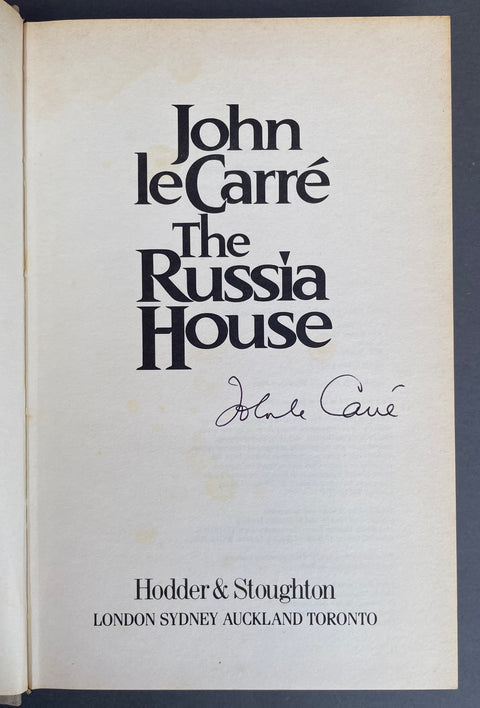 John
le Carré
The
Russia
House
John le Carré
Hodder & Stoughton
LONDON SYDNEY AUCKLAND TORONTO